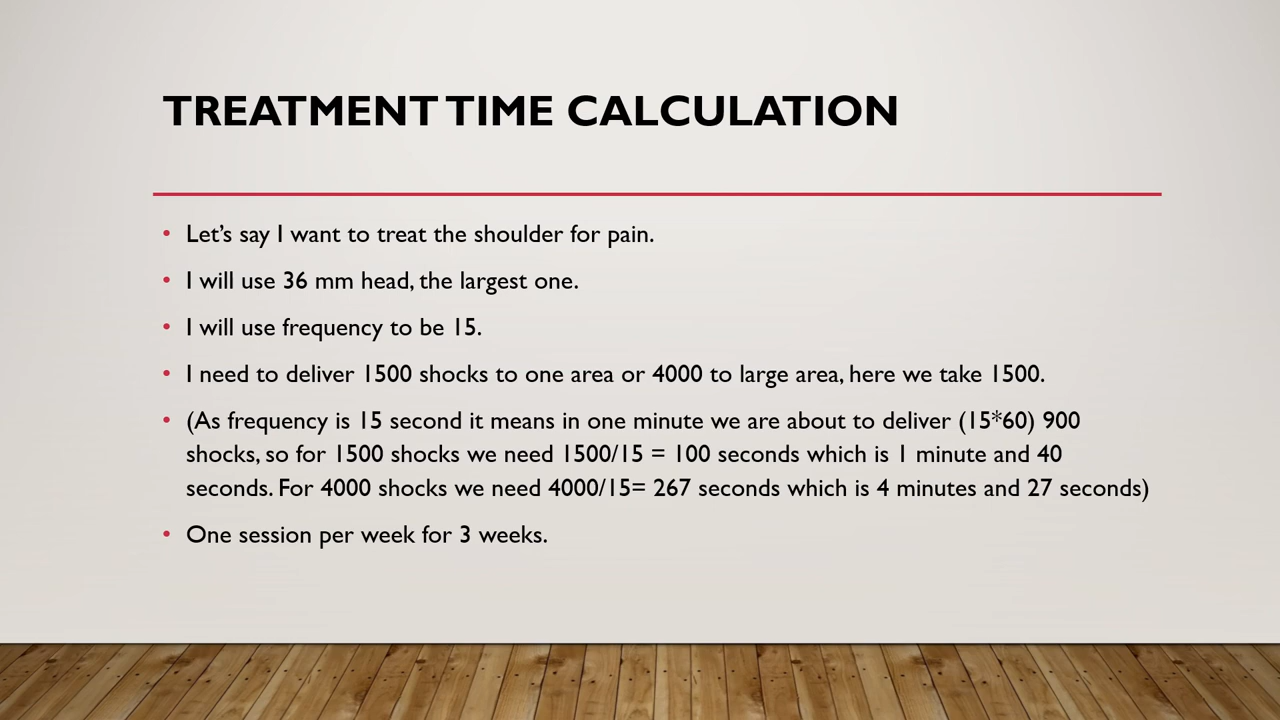 TREATMENT TIME CALCULATION
• Let’s say I want to treat the shoulder for pain.
• I will use 36 mm head, the largest one.
• I will use frequency to be 15.
• I need to deliver 1500 shocks to one area or 4000 to large area, here we take 1500.
• (As frequency is 15 second it means in one minute we are about to deliver (15*60) 900
shocks, so for 1500 shocks we need 1500/15 = 100 seconds which is 1 minute and 40
seconds. For 4000 shocks we need 4000/15= 267 seconds which is 4 minutes and 27 seconds)
• One session per week for 3 weeks.